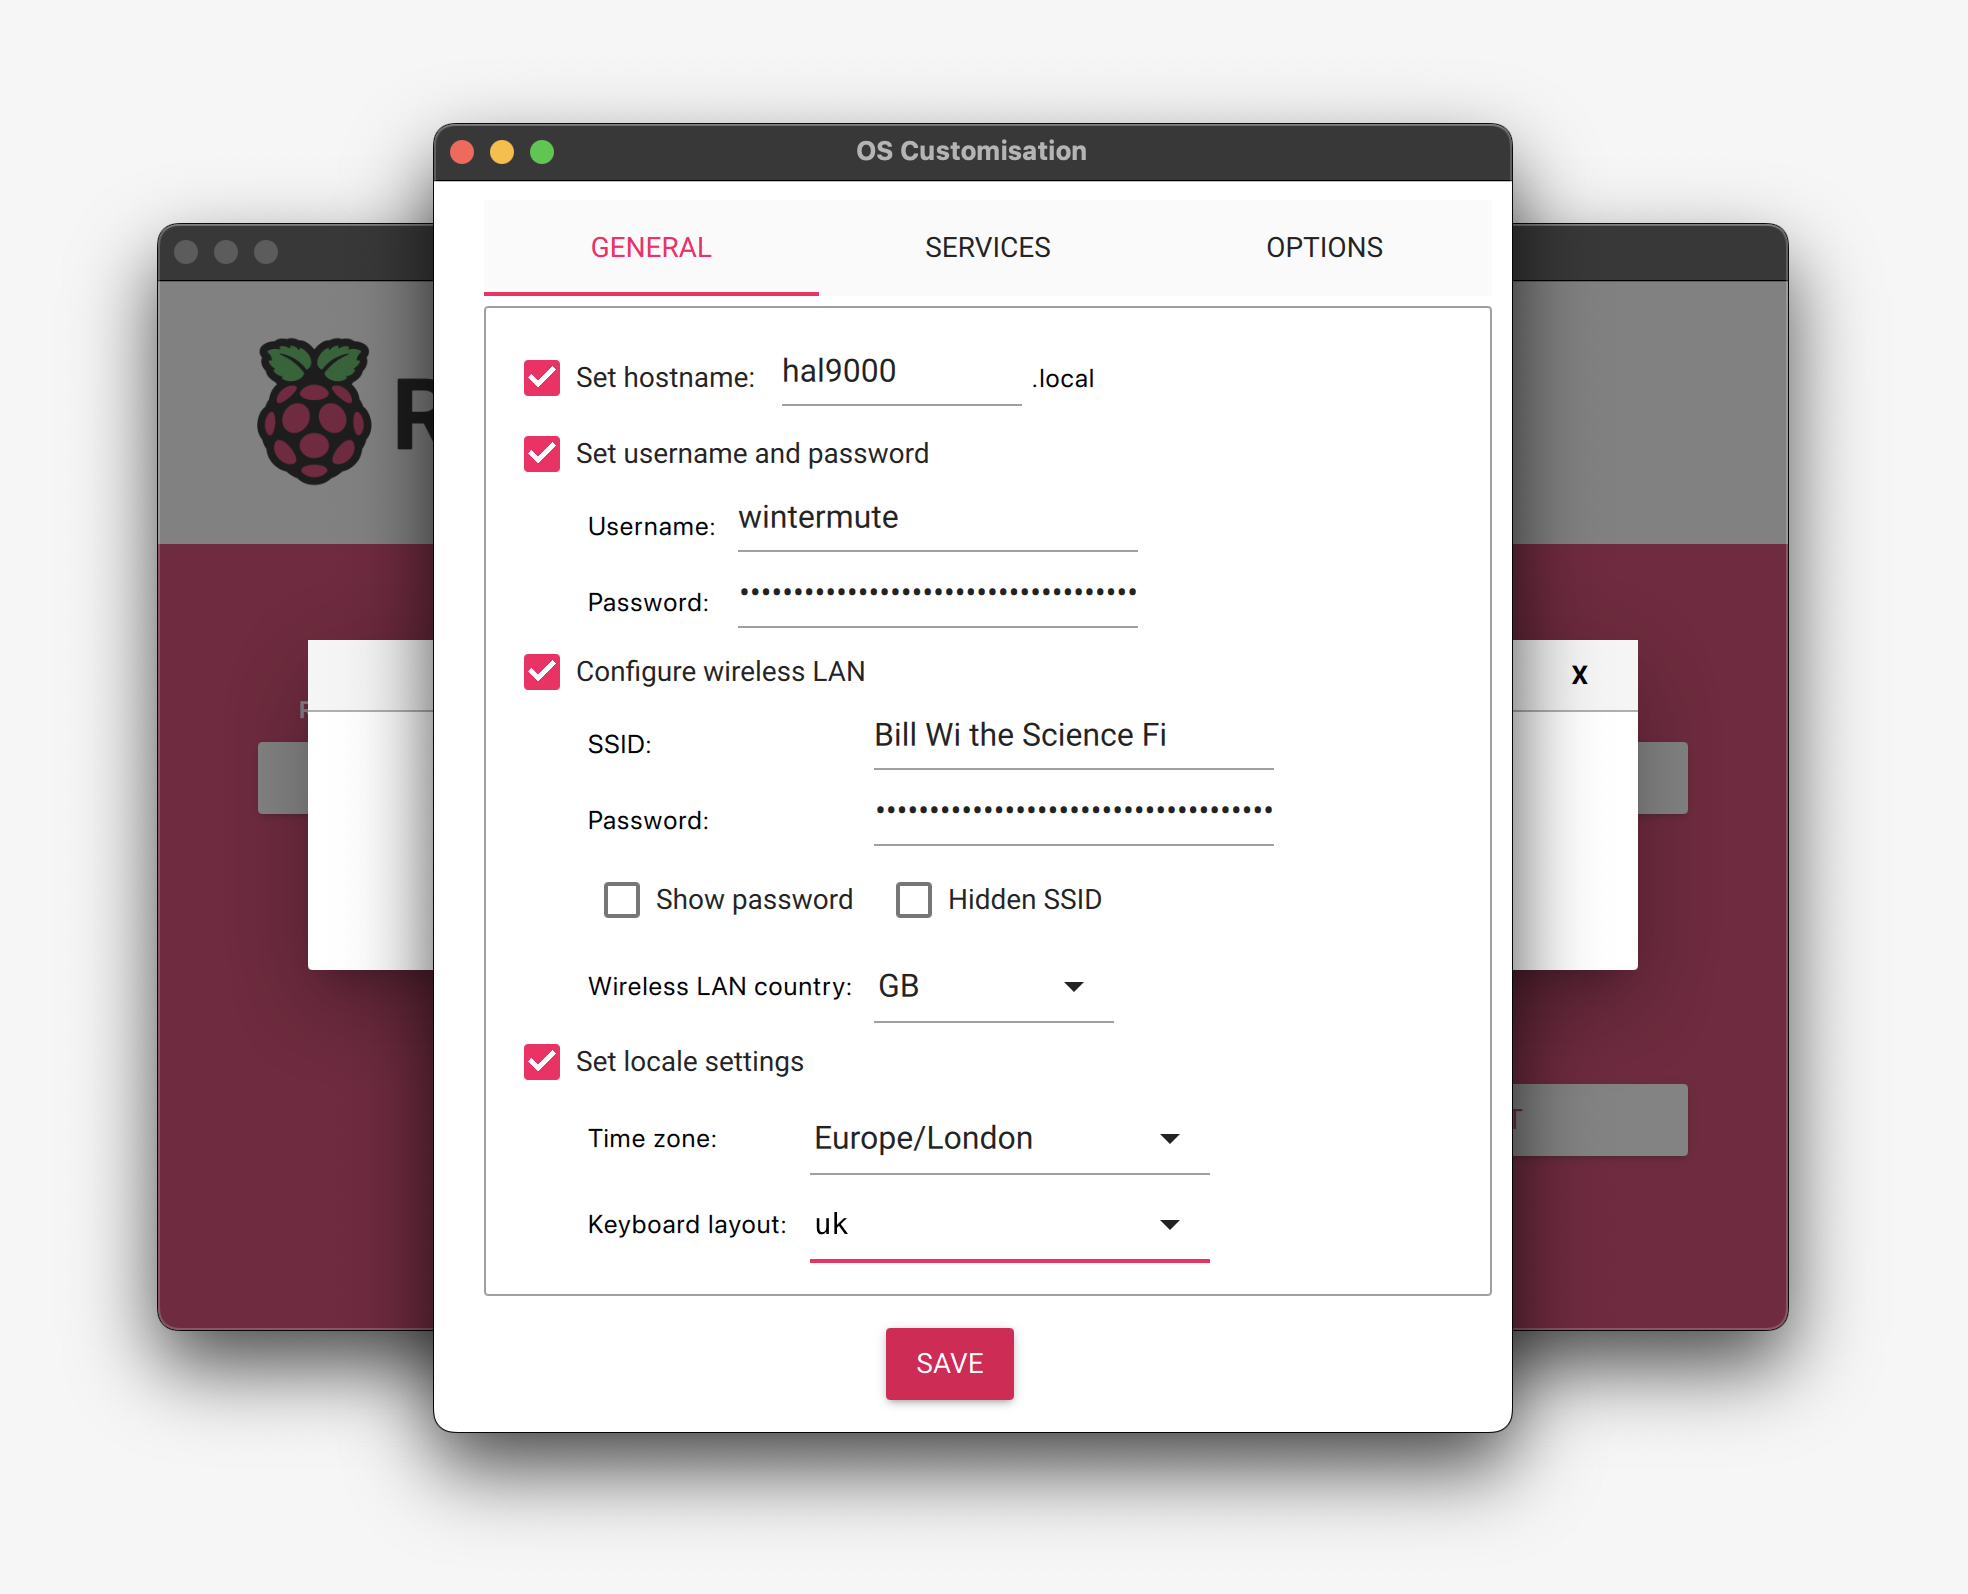 OS Customisation
GENERAL SERVICES OPTIONS
Set hostname: hal9000 .local
Set username and password
Username: wintermute
Password: •••••••••••••••••••••••••••••••••••••
Configure wireless LAN
SSID: Bill Wi the Science Fi
Password: •••••••••••••••••••••••••••••••••••••
X
Show password Hidden SSID
Wireless LAN country: GB
Set locale settings
Time zone: Europe/London
Keyboard layout: uk
SAVE